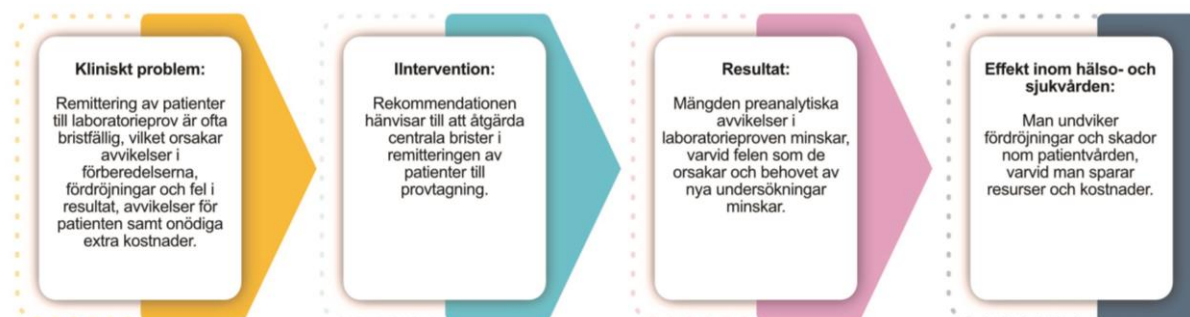 Kliniskt problem:
Remittering av patienter
till laboratorieprov är ofta
bristfällig, vilket orsakar
avvikelser i
förberedelserna,
fördröjningar och fel i
resultat, avvikelser för
patienten samt onödiga
extra kostnader.
IIntervention:
Rekommendationen
hänvisar till att åtgärda
centrala brister i
remitteringen av
patienter till
provtagning.
Resultat:
Mängden preanalytiska
avvikelser i
laboratorieproven minskar,
varvid felen som de
orsakar och behovet av
nya undersökningar
minskar.
Effekt inom hälso- och
sjukvården:
Man undviker
fördröjningar och skador
nom patientvården,
varvid man sparar
resurser och kostnader.